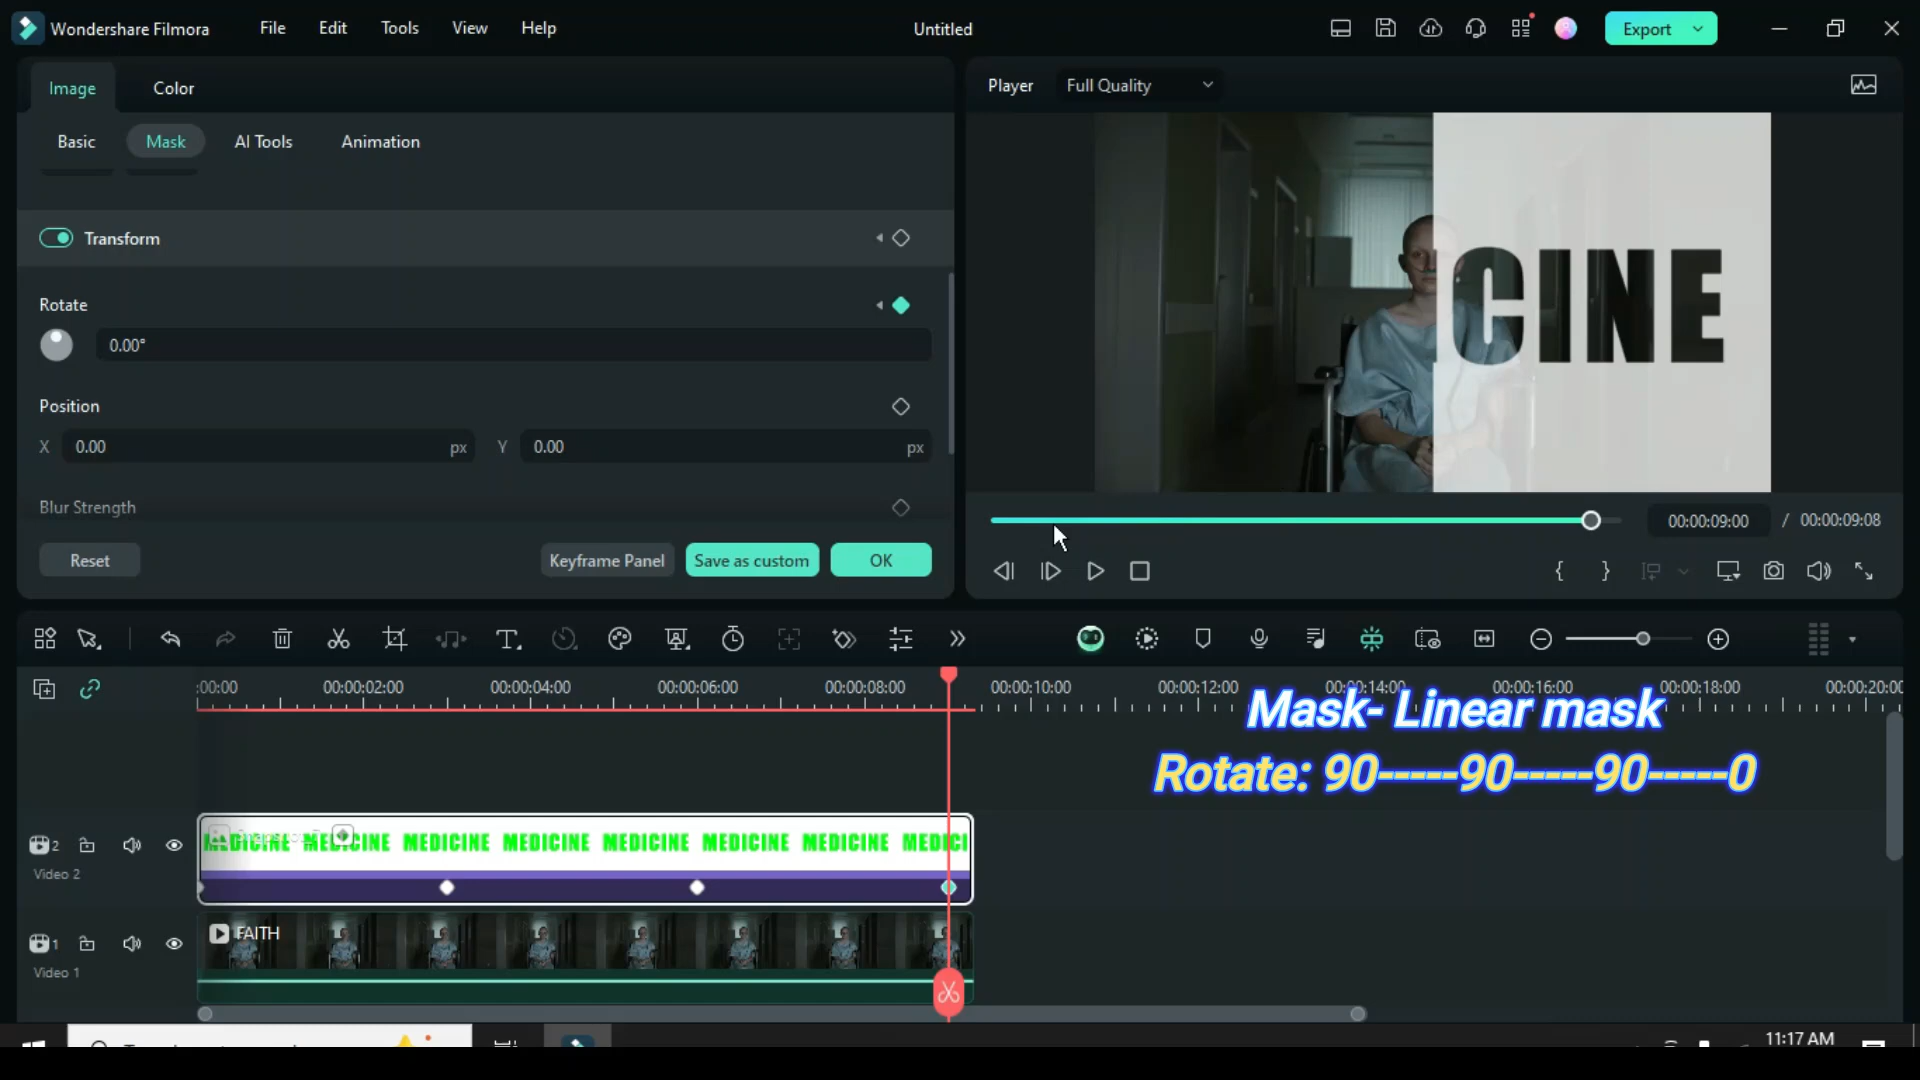 Wondershare Filmora
File
Edit
Tools
View
Help
Untitled
Export
Image
Color
Basic
Mask
AI Tools
Animation
Transform
Rotate
0.00°
Position
X
0.00
px
Y
0.00
px
Blur Strength
Reset
Keyframe Panel
Save as custom
OK
Player
Full Quality
CINE
00:00:09:00
/
00:00:09:08
:00:00
00:00:02:00
00:00:04:00
00:00:06:00
00:00:08:00
00:00:10:00
00:00:12:00
00:00:14:00
00:00:16:00
00:00:18:00
00:00:20:00
Mask- Linear mask
Rotate: 90-----90-----90-----0
2
Video 2
MEDICINE MEDICINE MEDICINE MEDICINE MEDICINE MEDICINE MEDICINE MEDICI
1
Video 1
FAITH
11:17 AM